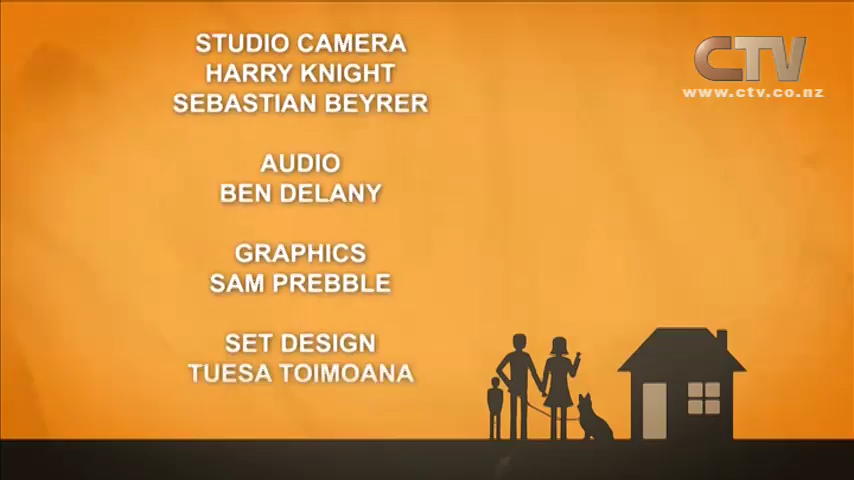 STUDIO CAMERA
HARRY KNIGHT
SEBASTIAN BEYRER
AUDIO
BEN DELANY
GRAPHICS
SAM PREBBLE
SET DESIGN
TUESA TOIMOANA
CTV
www.ctv.co.nz